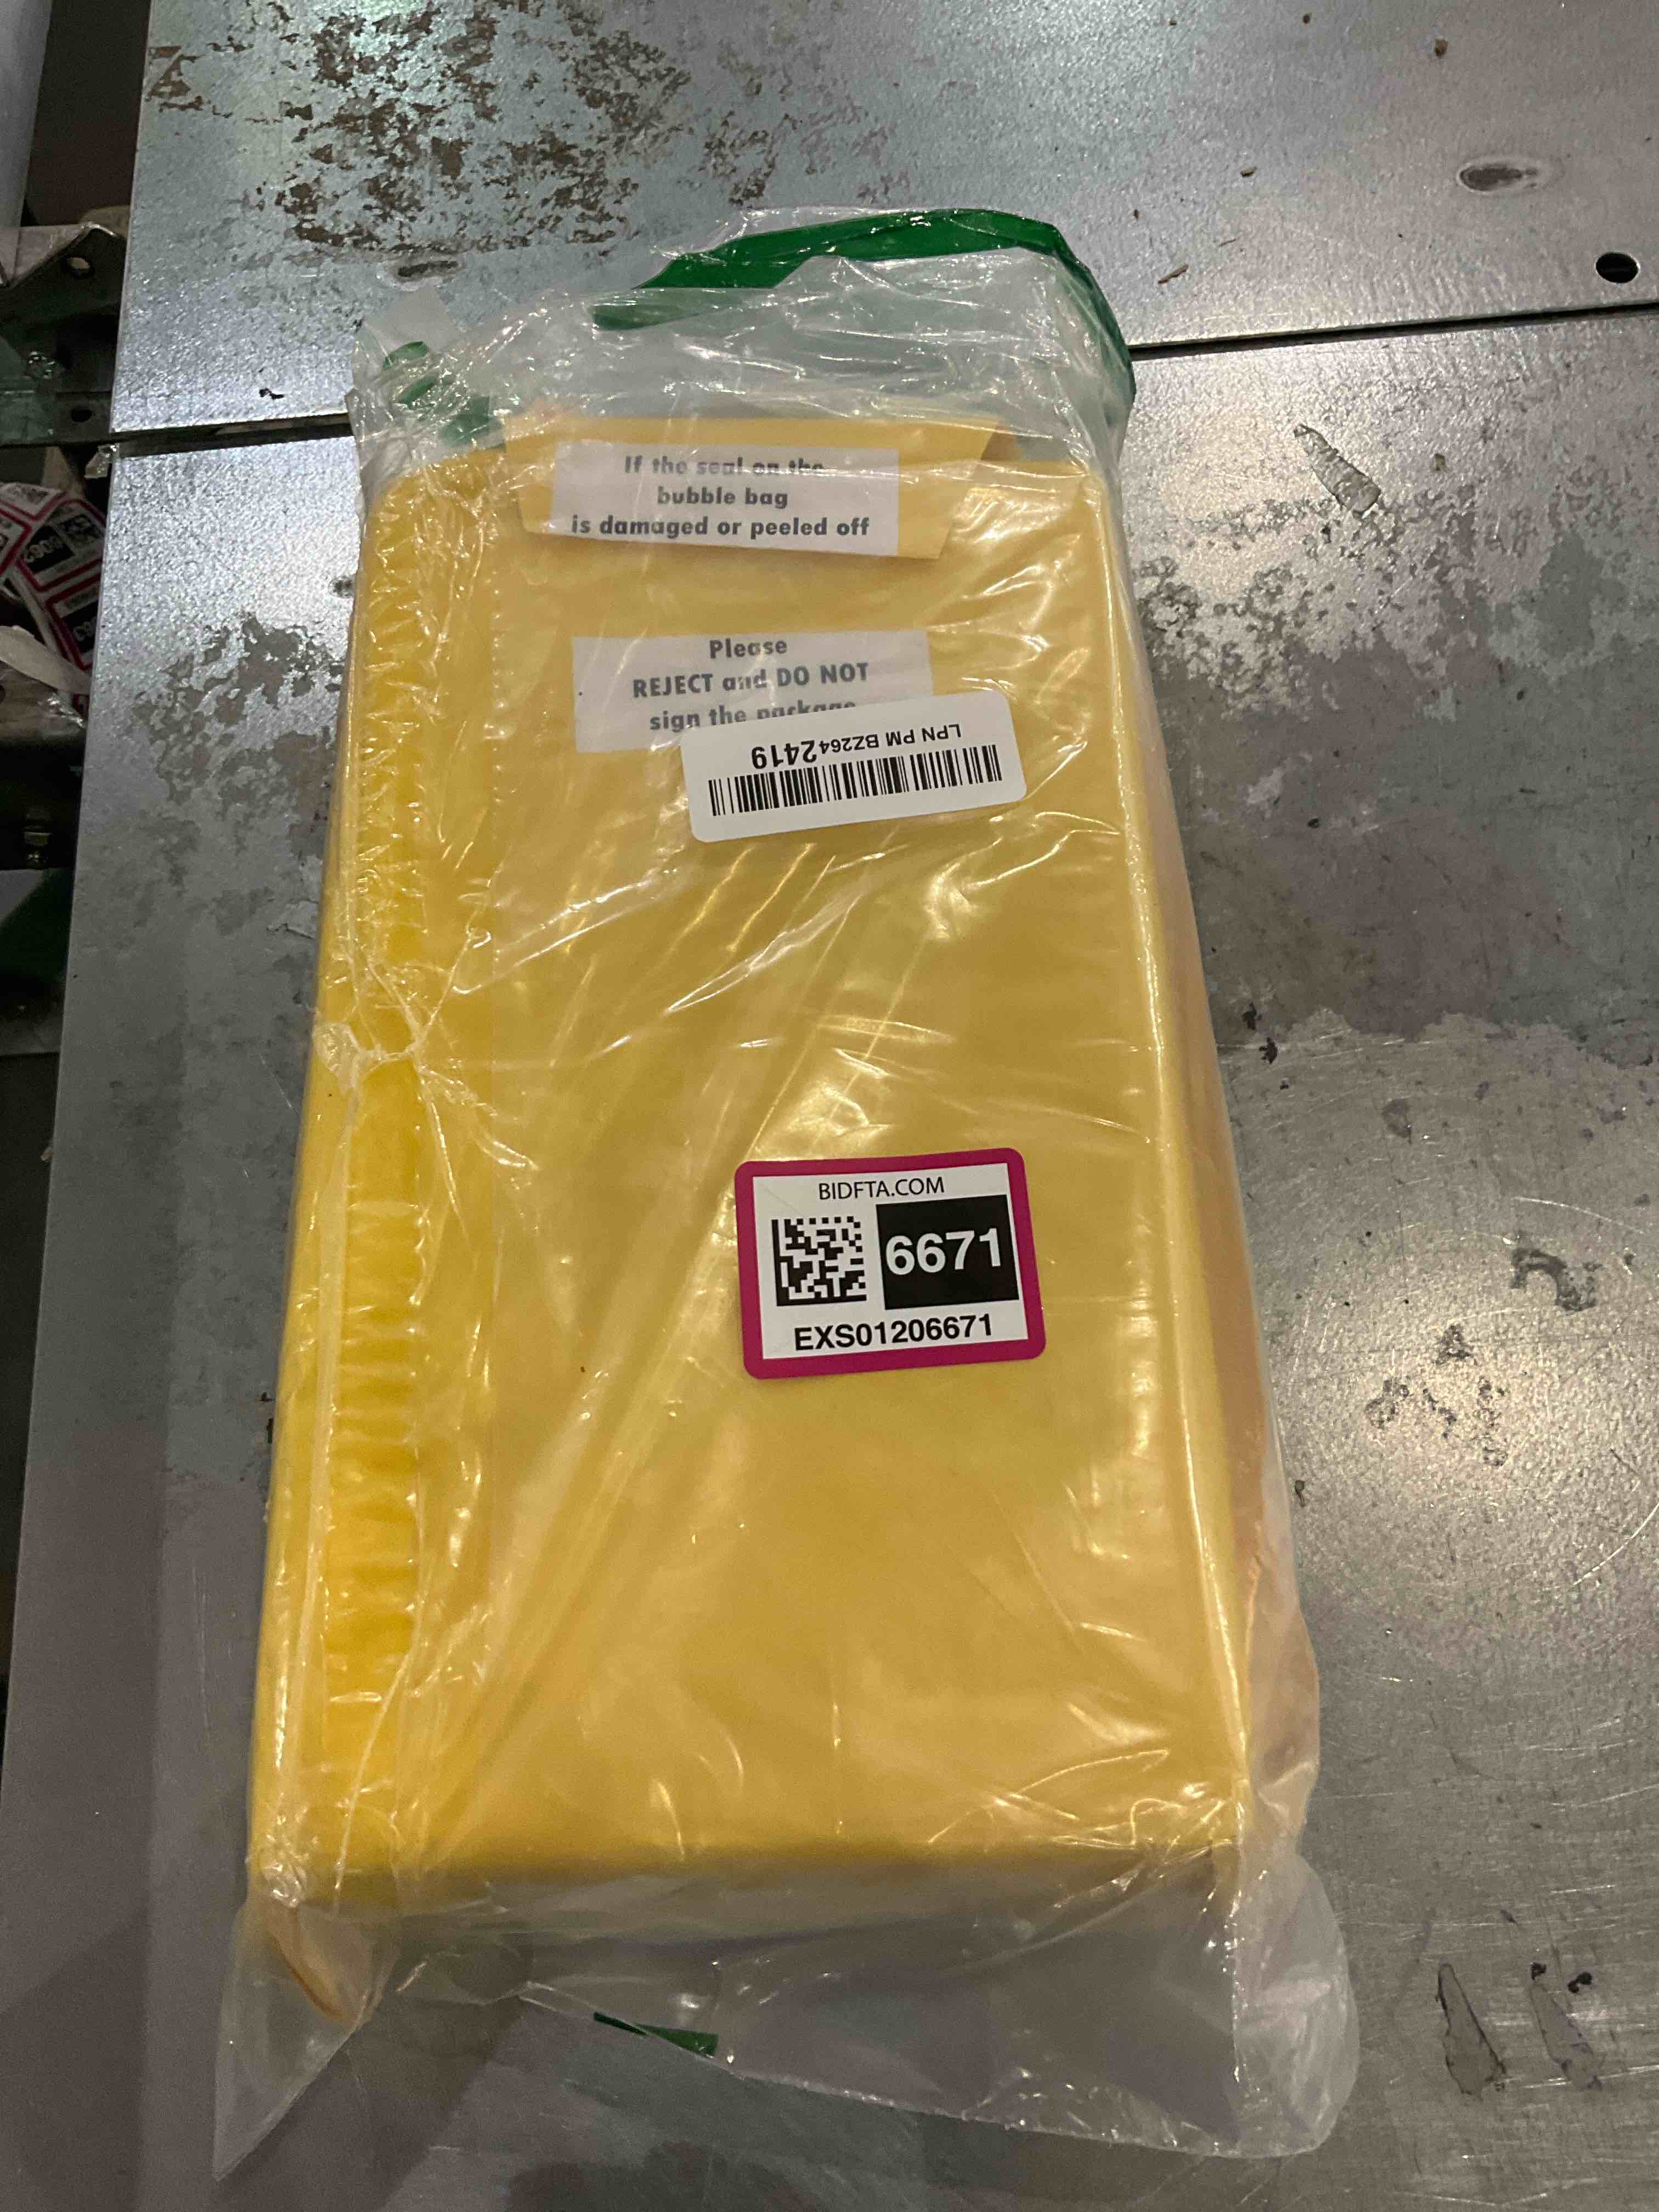 If the seal on the
bubble bag
is damaged or peeled off
Please
REJECT and DO NOT
sign the package
LPN PM BZ2642419
BIDFTA.COM
6671
EXS01206671